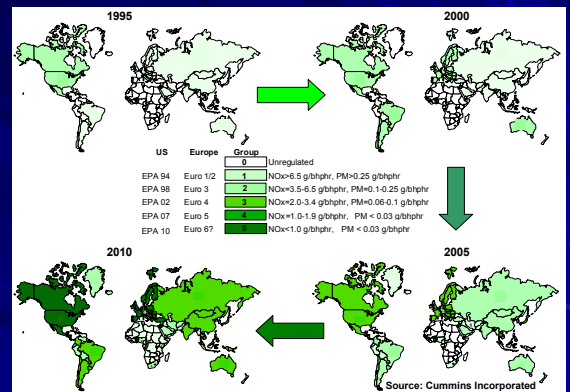 1995
2000
US Europe Group
0 Unregulated
EPA 94 Euro 1/2 1 NOx>6.5 g/bhphr, PM>0.25 g/bhphr
EPA 98 Euro 3 2 NOx=3.5-6.5 g/bhphr, PM=0.1-0.25 g/bhphr
EPA 02 Euro 4 3 NOx=2.0-3.4 g/bhphr, PM=0.06-0.1 g/bhphr
EPA 07 Euro 5 4 NOx=1.0-1.9 g/bhphr, PM < 0.03 g/bhphr
EPA 10 Euro 6? 5 NOx<1.0 g/bhphr, PM < 0.03 g/bhphr
2010
2005
Source: Cummins Incorporated